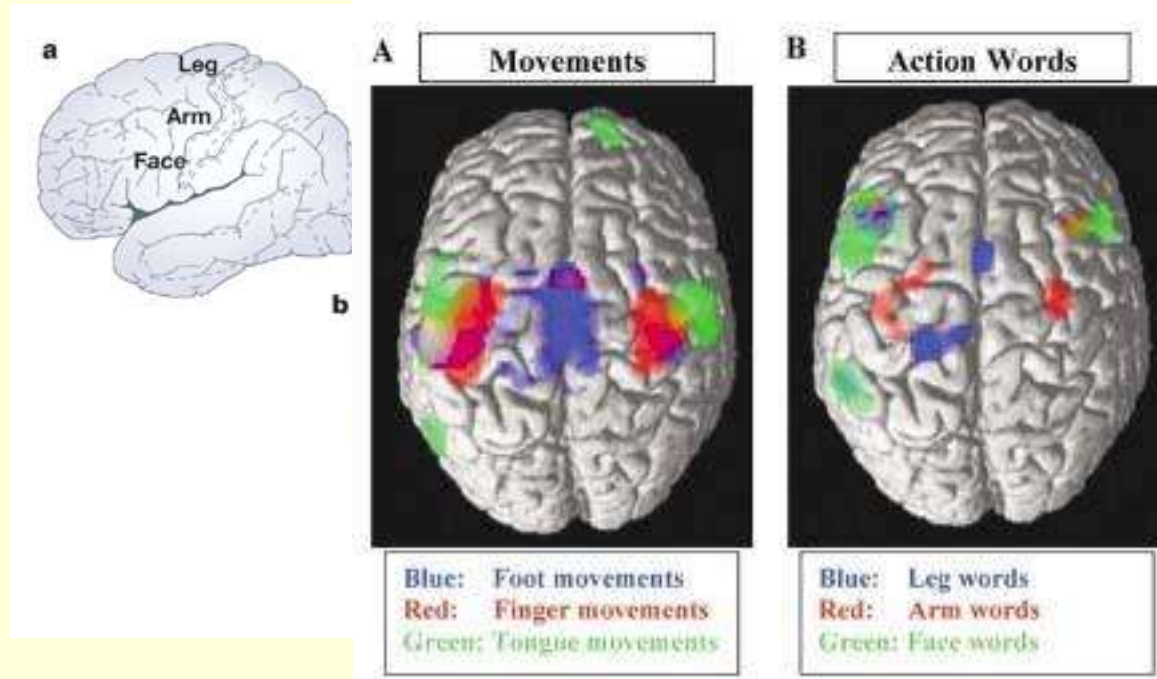 a
Leg
Arm
Face
b
A
Movements
Blue: Foot movements
Red: Finger movements
Green: Tongue movements
B
Action Words
Blue: Leg words
Red: Arm words
Green: Face words